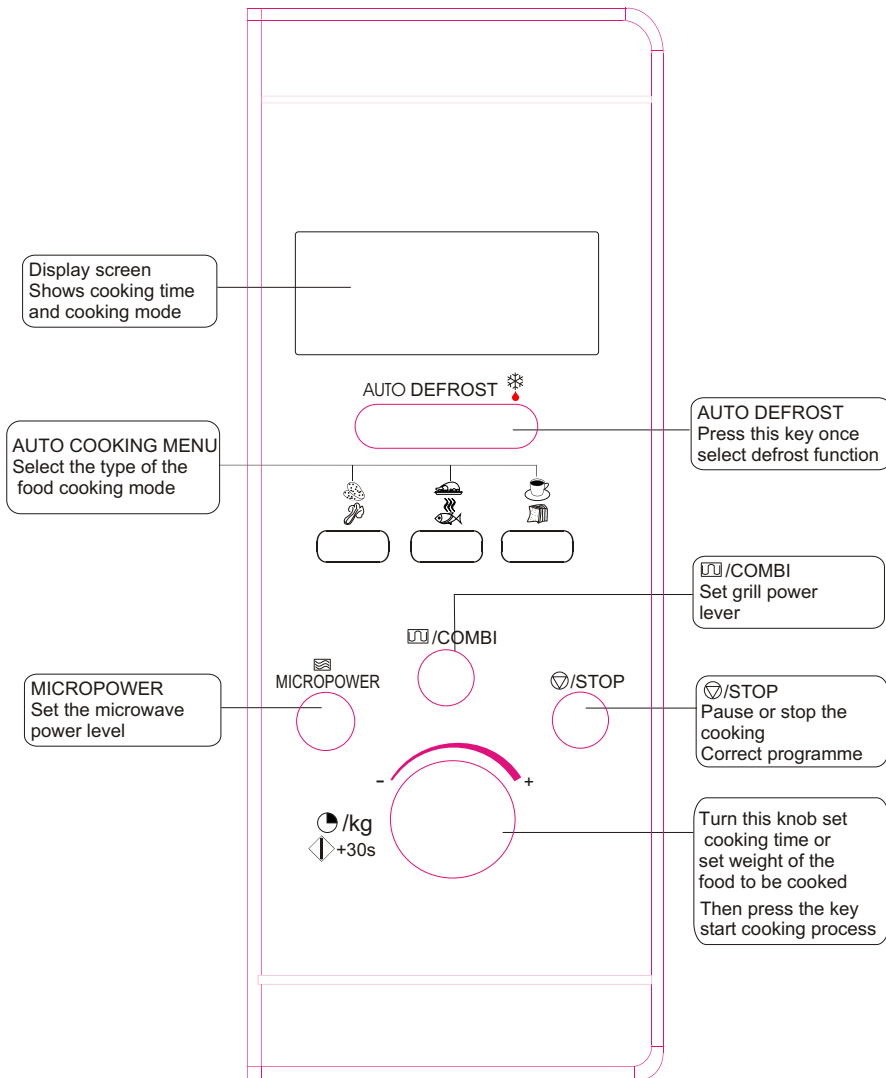 Display screen
Shows cooking time
and cooking mode
AUTO DEFROST
AUTO DEFROST
Press this key once
select defrost function
AUTO COOKING MENU
Select the type of the
food cooking mode
/COMBI
Set grill power
lever
/COMBI
MICROPOWER
/STOP
MICROPOWER
Set the microwave
power level
/STOP
Pause or stop the
cooking
Correct programme
- +
/kg
+30s
Turn this knob set
cooking time or
set weight of the
food to be cooked
Then press the key
start cooking process